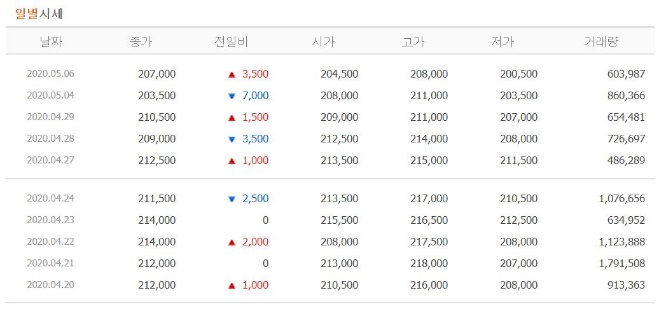 일별시세
날짜 종가 전일비 시가 고가 저가 거래량
2020.05.06 207,000 ▲ 3,500 204,500 208,000 200,500 603,987
2020.05.04 203,500 ▼ 7,000 208,000 211,000 203,500 860,366
2020.04.29 210,500 ▲ 1,500 209,000 211,000 207,000 654,481
2020.04.28 209,000 ▼ 3,500 212,500 214,000 208,000 726,697
2020.04.27 212,500 ▲ 1,000 213,500 215,000 211,500 486,289
2020.04.24 211,500 ▼ 2,500 213,500 217,000 210,500 1,076,656
2020.04.23 214,000 0 215,500 216,500 212,500 634,952
2020.04.22 214,000 ▲ 2,000 208,000 217,500 208,000 1,123,888
2020.04.21 212,000 0 213,000 218,000 207,000 1,791,508
2020.04.20 212,000 ▲ 1,000 210,500 216,000 208,000 913,363